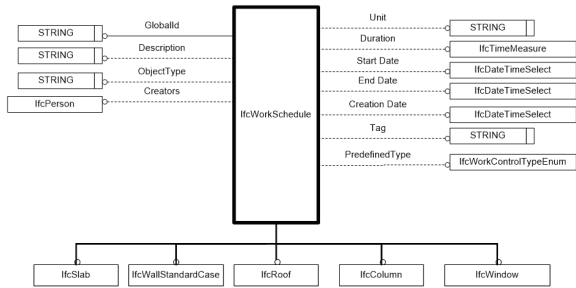 GlobalId
STRING
Description
STRING
ObjectType
STRING
Creators
IfcPerson
IfcWorkSchedule
Unit
STRING
Duration
IfcTimeMeasure
Start Date
IfcDateTimeSelect
End Date
IfcDateTimeSelect
Creation Date
IfcDateTimeSelect
Tag
STRING
PredefinedType
IfcWorkControlTypeEnum
IfcSlab
IfcWallStandardCase
IfcRoof
IfcColumn
IfcWindow